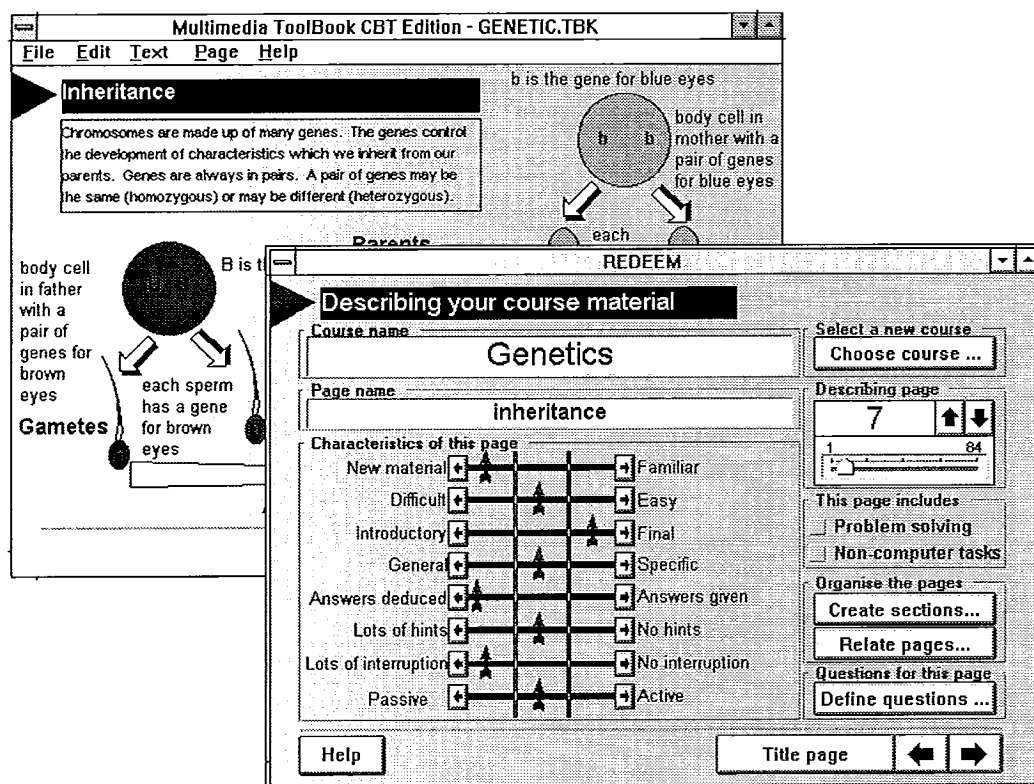 Multimedia ToolBook CBT Edition - GENETIC.TBK
File Edit Text Page Help
Inheritance
Chromosomes are made up of many genes. The genes control
the development of characteristics which we inherit from our
parents. Genes are always in pairs. A pair of genes may be
the same (homozygous) or may be different (heterozygous).
b is the gene for blue eyes
b b
body cell in
mother with a
pair of genes
for blue eyes
each
Parents
B is t
body cell
in father
with a
pair of
genes for
brown
eyes
each sperm
has a gene
for brown
eyes
Gametes
REDEEM
Describing your course material
Course name
Genetics
Page name
inheritance
Characteristics of this page
New material Familiar
Difficult Easy
Introductory Final
General Specific
Answers deduced Answers given
Lots of hints No hints
Lots of interruption No interruption
Passive Active
Select a new course
Choose course ...
Describing page
7
1 84
This page includes
Problem solving
Non-computer tasks
Organise the pages
Create sections...
Relate pages...
Questions for this page
Define questions ...
Help
Title page